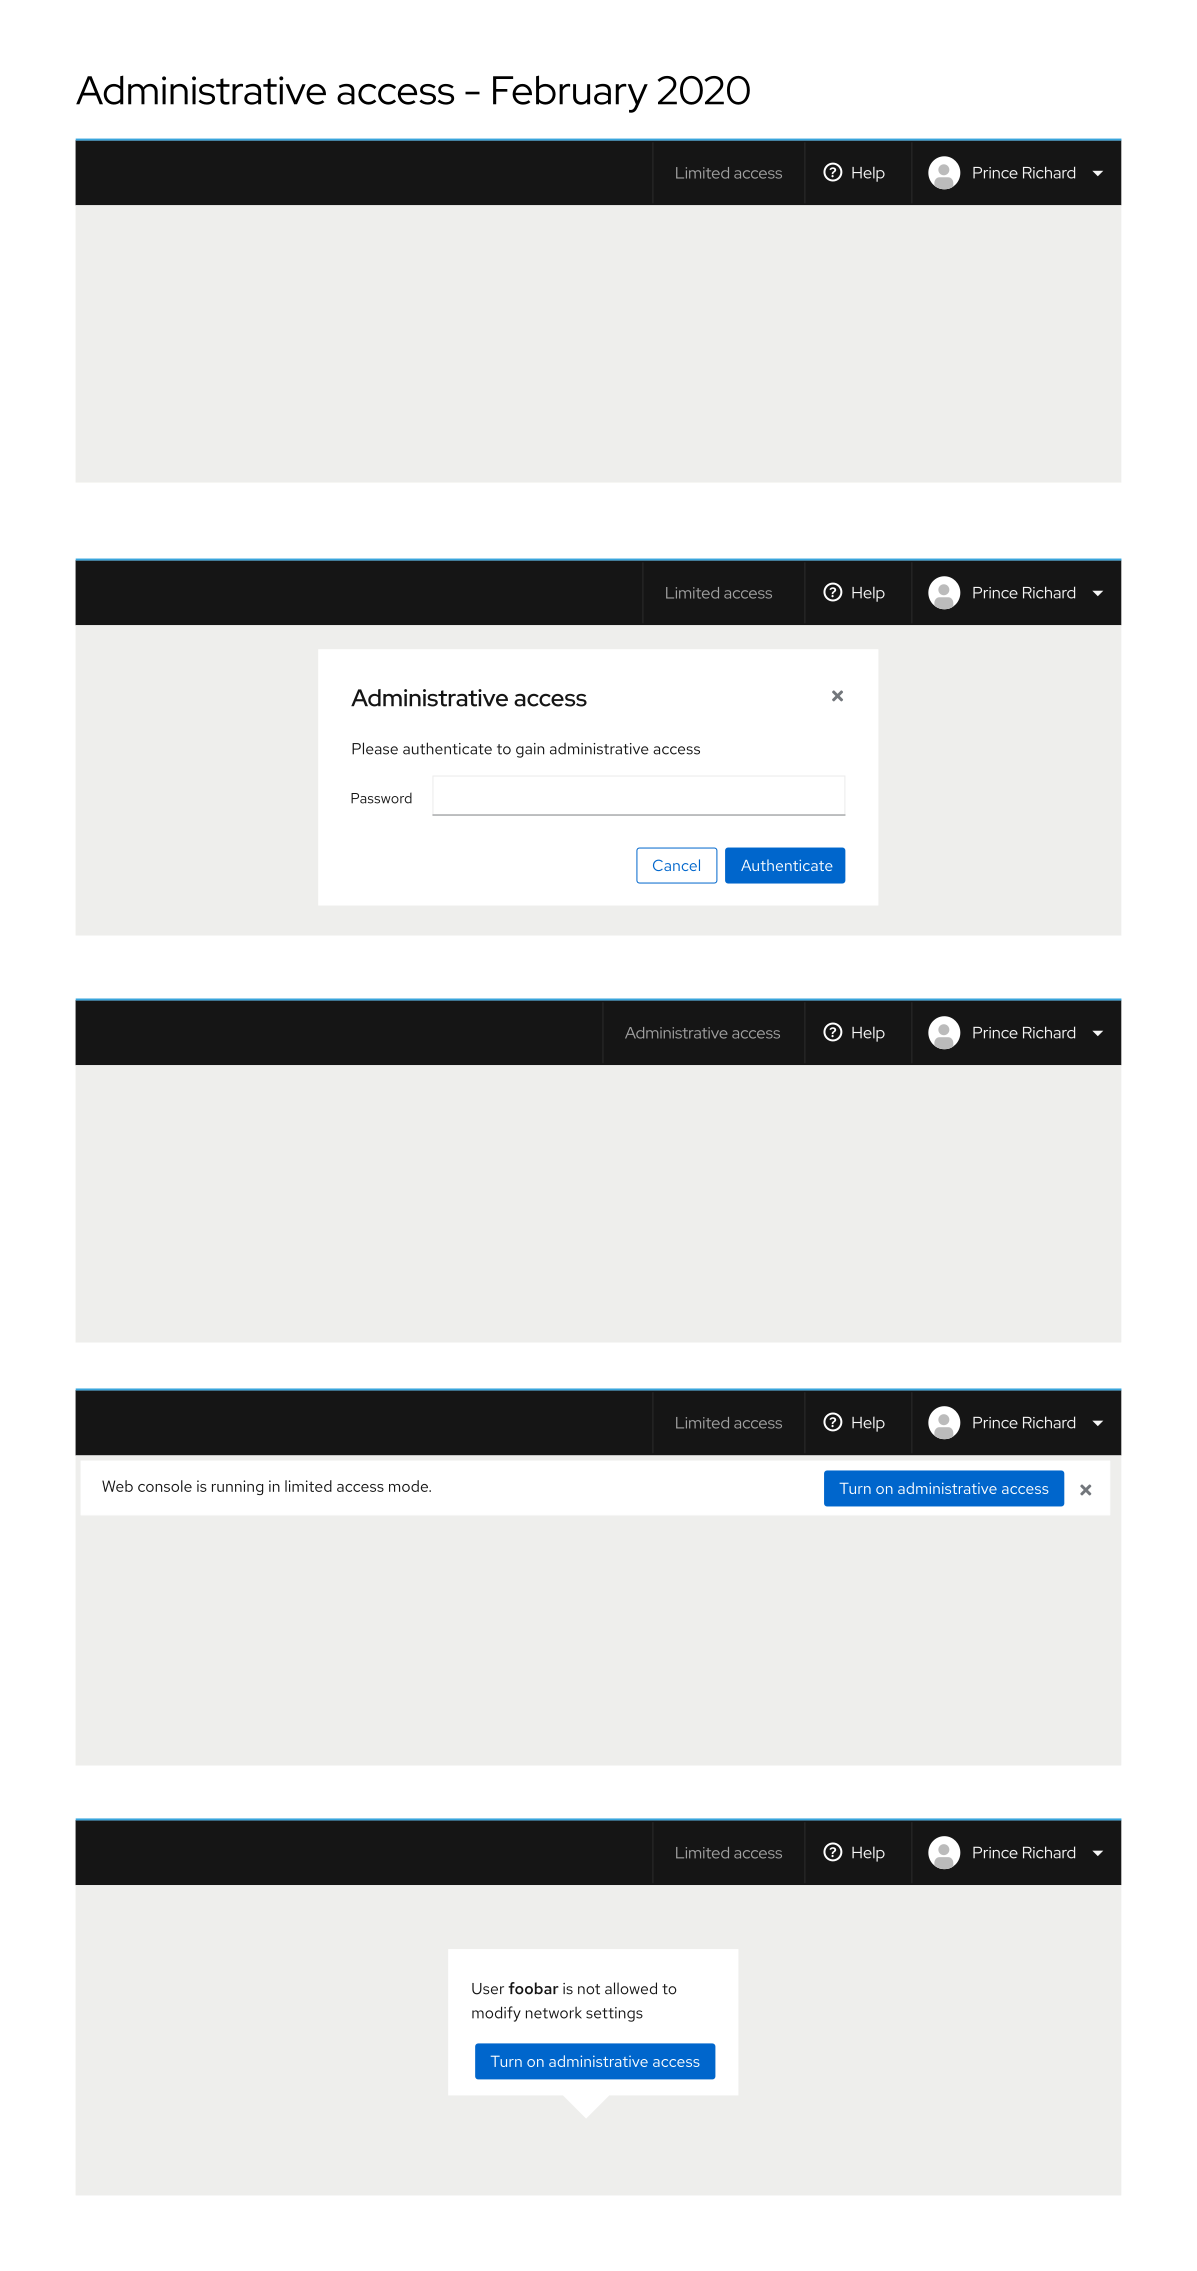 Administrative access - February 2020
Limited access Help Prince Richard
Limited access Help Prince Richard
Administrative access
Please authenticate to gain administrative access
Password
Cancel Authenticate
Administrative access Help Prince Richard
Limited access Help Prince Richard
Web console is running in limited access mode. Turn on administrative access
Limited access Help Prince Richard
User foobar is not allowed to
modify network settings
Turn on administrative access